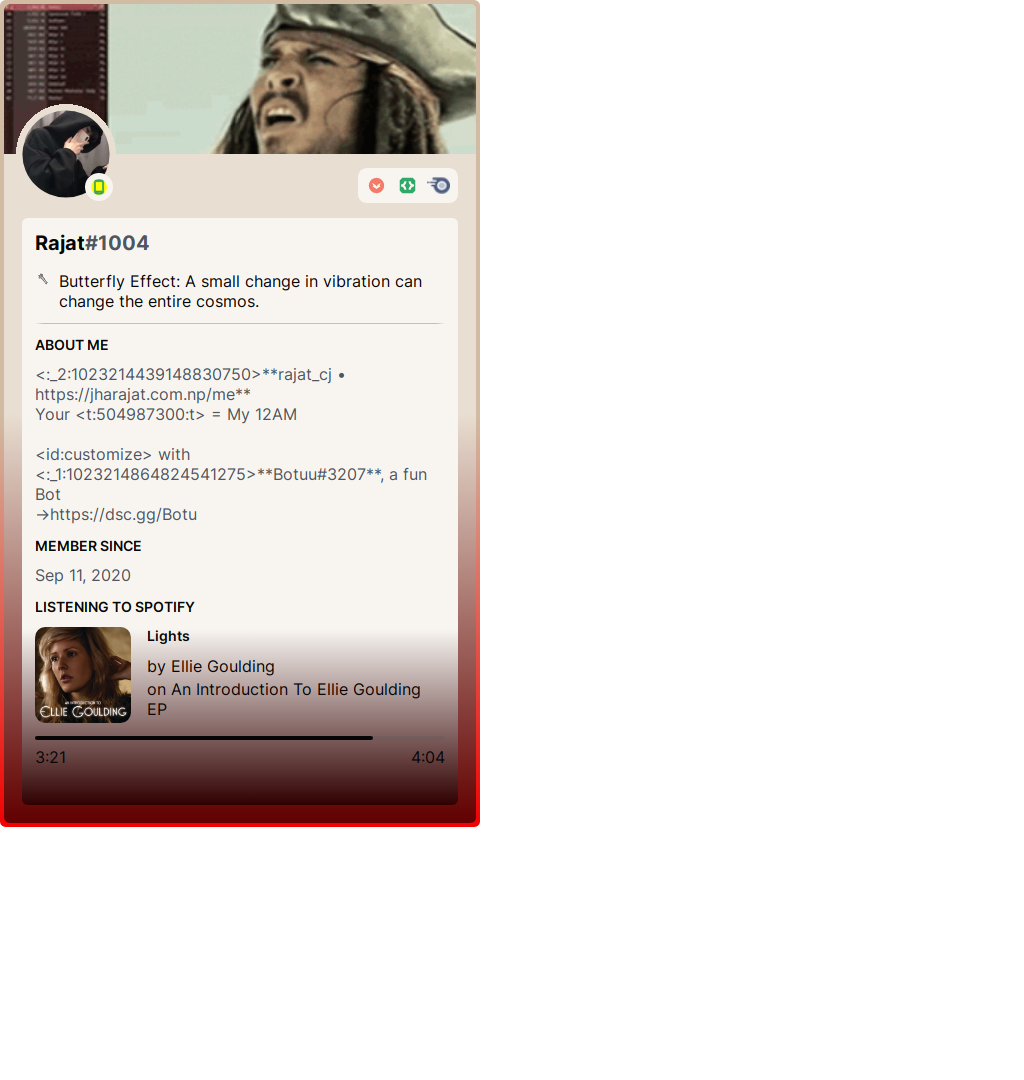 Rajat#1004
Butterfly Effect: A small change in vibration can
change the entire cosmos.
ABOUT ME
<:_2:1023214439148830750>**rajat_cj •
https://jharajat.com.np/me**
Your <t:504987300:t> = My 12AM
<id:customize> with
<:_1:1023214864824541275>**Botuu#3207**, a fun
Bot
→https://dsc.gg/Botu
MEMBER SINCE
Sep 11, 2020
LISTENING TO SPOTIFY
Lights
by Ellie Goulding
on An Introduction To Ellie Goulding
EP
AN INTRODUCTION TO
ELLIE GOULDING
3:21
4:04